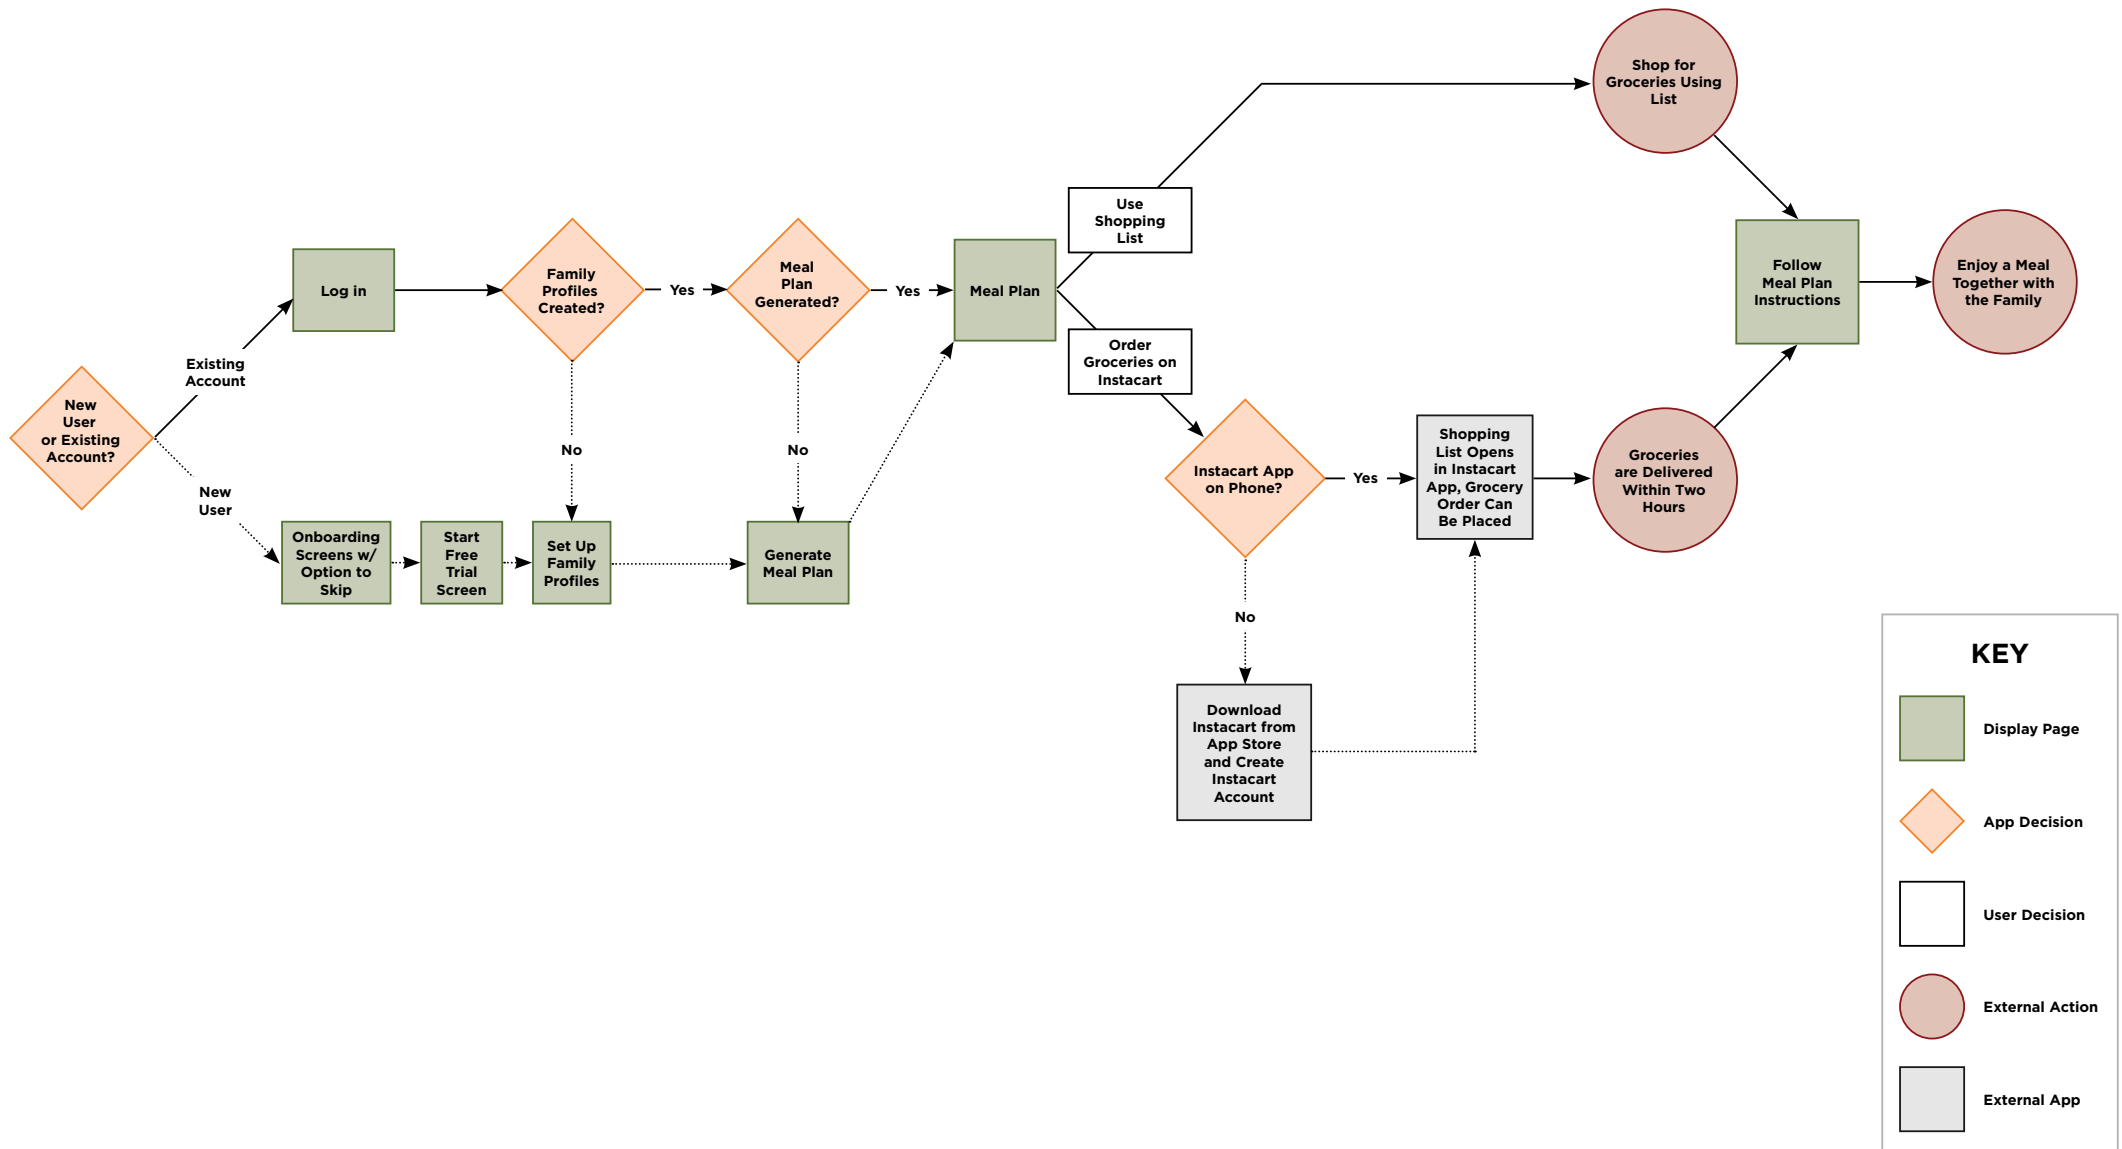 New
User
or Existing
Account?
Existing
Account
New
User
Log in
Onboarding
Screens w/
Option to
Skip
Start
Free
Trial
Screen
Set Up
Family
Profiles
Family
Profiles
Created?
Yes
No
Meal
Plan
Generated?
Yes
No
Generate
Meal Plan
Meal Plan
Use
Shopping
List
Order
Groceries on
Instacart
Instacart App
on Phone?
Yes
No
Download
Instacart from
App Store
and Create
Instacart
Account
Shopping
List Opens
in Instacart
App, Grocery
Order Can
Be Placed
Shop for
Groceries Using
List
Groceries
are Delivered
Within Two
Hours
Follow
Meal Plan
Instructions
Enjoy a Meal
Together with
the Family
KEY
Display Page
App Decision
User Decision
External Action
External App